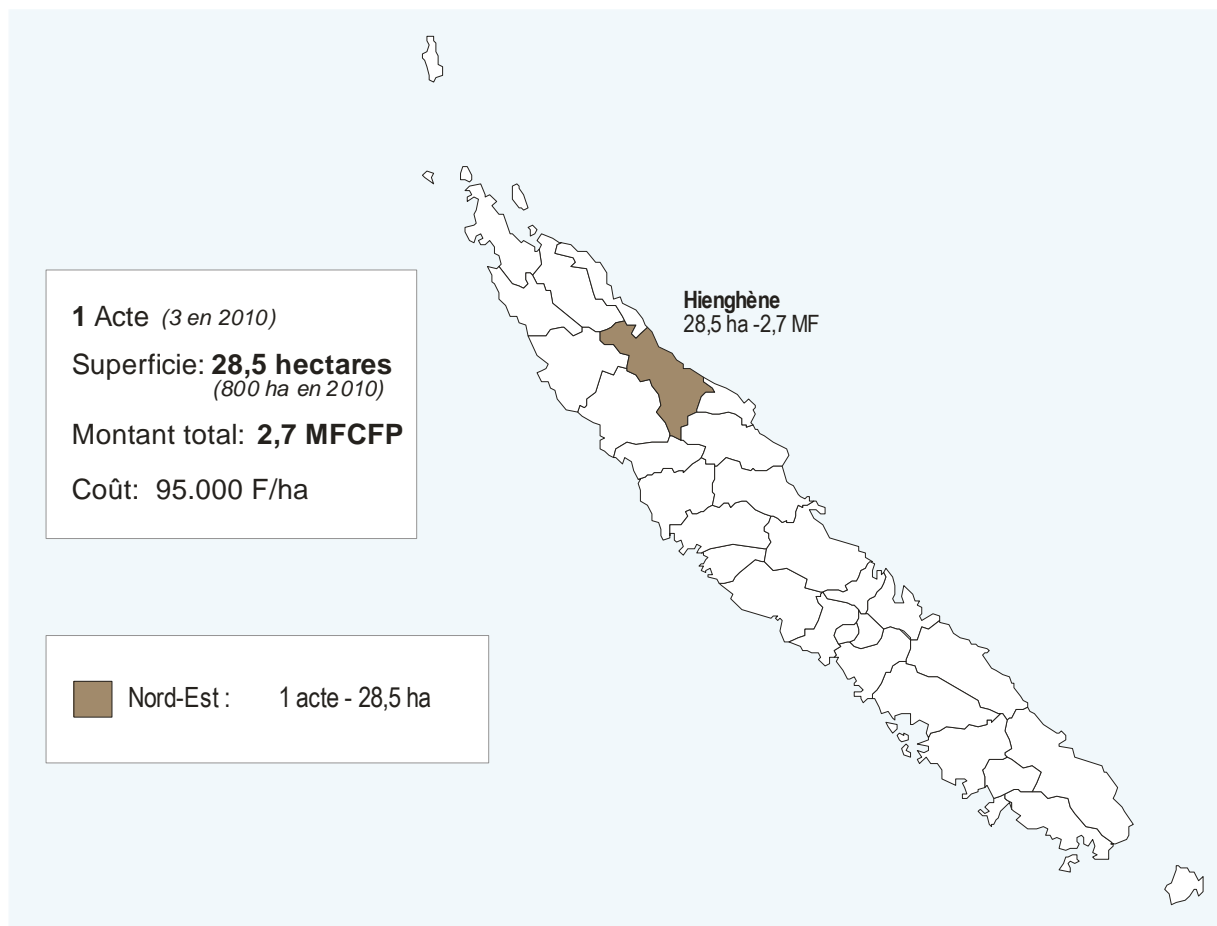 Hienghène
28,5 ha -2,7 MF
1 Acte (3 en 2010)
Superficie: 28,5 hectares
(800 ha en 2010)
Montant total: 2,7 MFCFP
Coût: 95.000 F/ha
Nord-Est : 1 acte - 28,5 ha